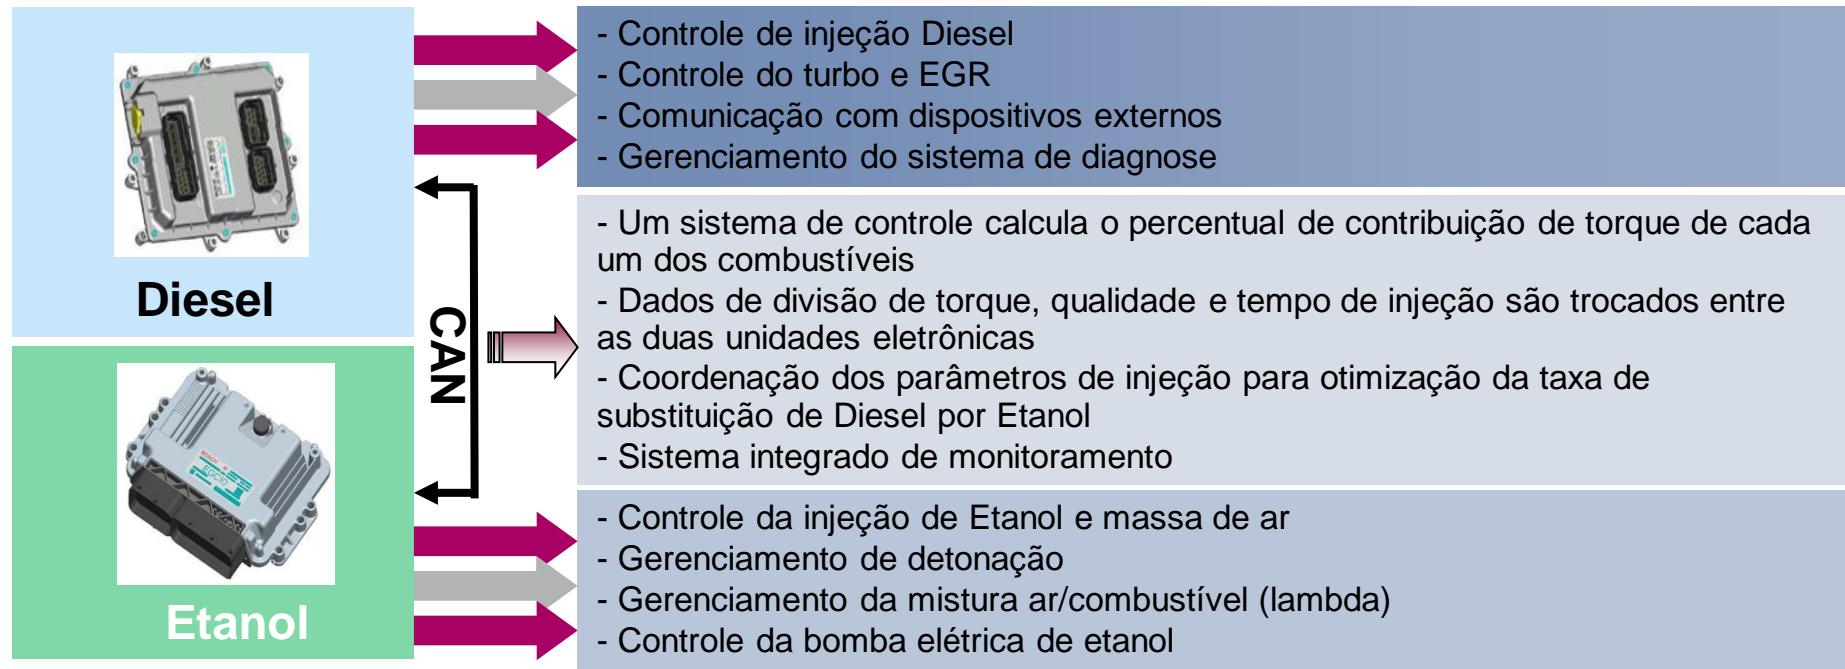 - Controle de injeção Diesel
- Controle do turbo e EGR
- Comunicação com dispositivos externos
- Gerenciamento do sistema de diagnose
Diesel
CAN
- Um sistema de controle calcula o percentual de contribuição de torque de cada
um dos combustíveis
- Dados de divisão de torque, qualidade e tempo de injeção são trocados entre
as duas unidades eletrônicas
- Coordenação dos parâmetros de injeção para otimização da taxa de
substituição de Diesel por Etanol
- Sistema integrado de monitoramento
BOSCH
EGC10
Etanol
- Controle da injeção de Etanol e massa de ar
- Gerenciamento de detonação
- Gerenciamento da mistura ar/combustível (lambda)
- Controle da bomba elétrica de etanol